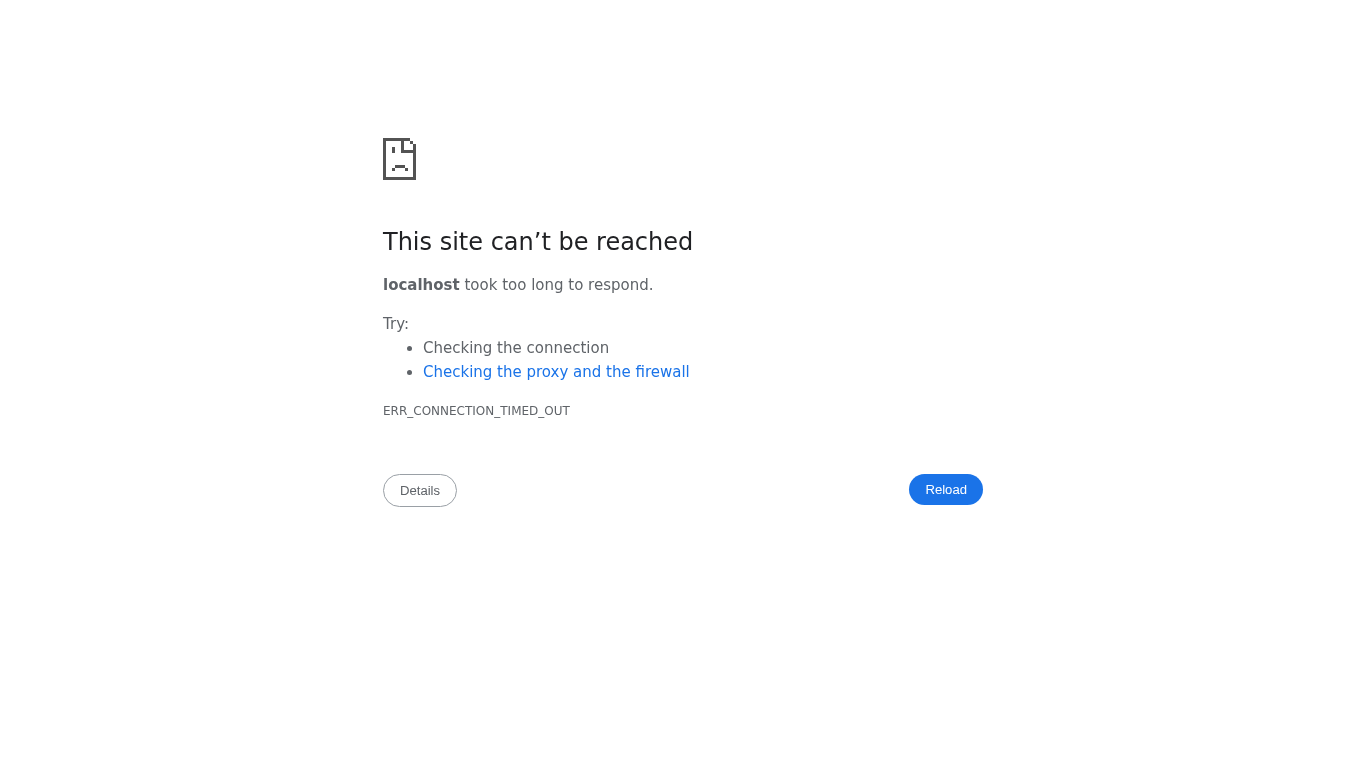 This site can’t be reached
localhost took too long to respond.
Try:
Checking the connection
Checking the proxy and the firewall
ERR_CONNECTION_TIMED_OUT
Details
Reload